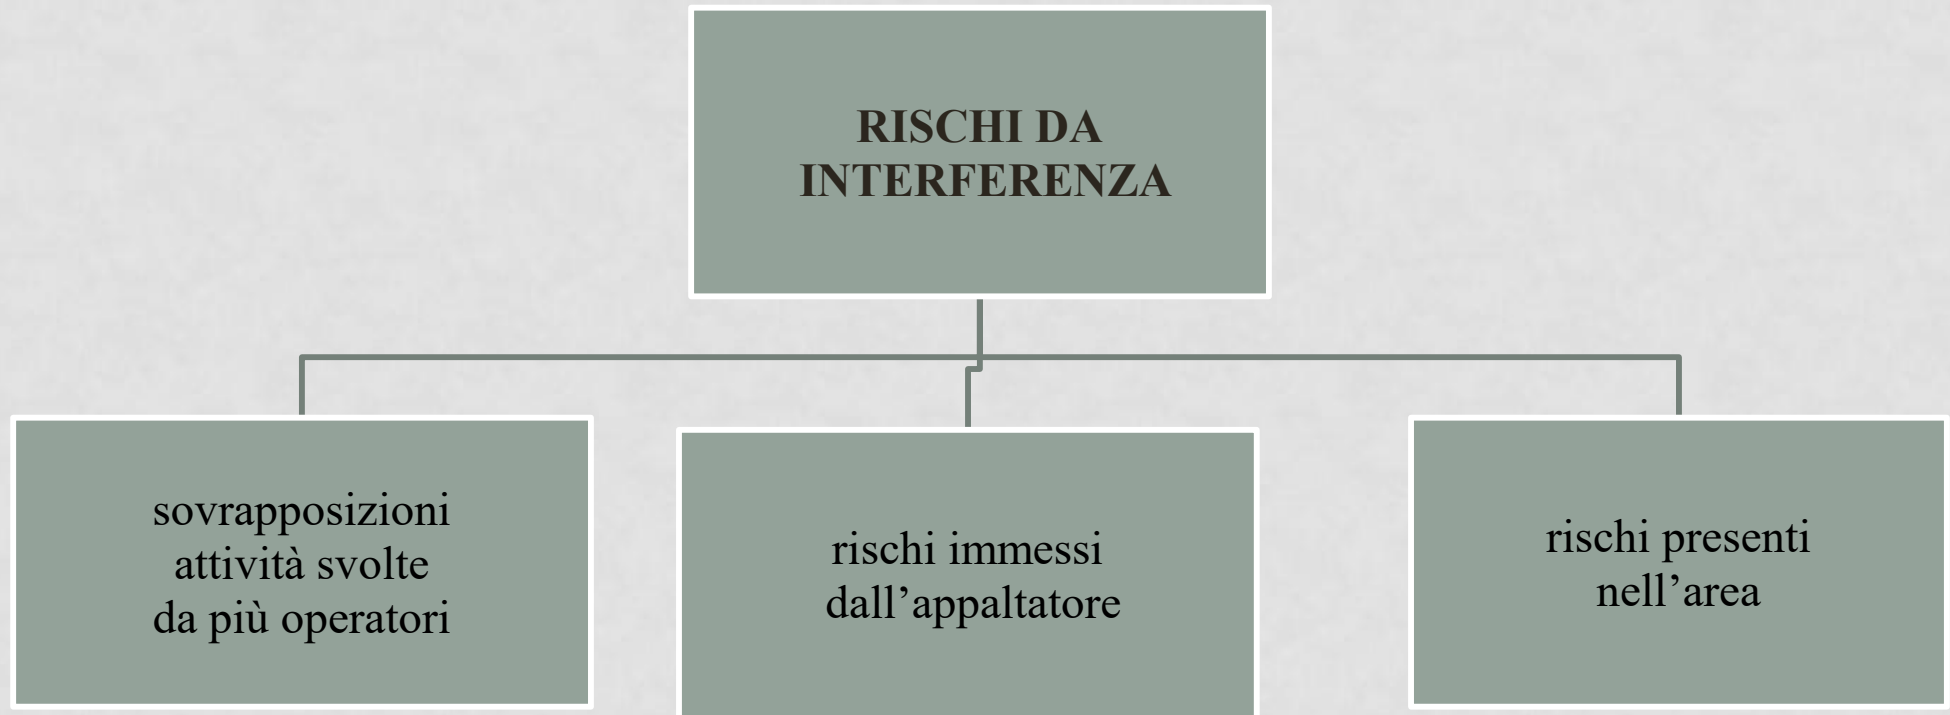 RISCHI DA
INTERFERENZA
sovrapposizioni
attività svolte
da più operatori
rischi immessi
dall’appaltatore
rischi presenti
nell’area